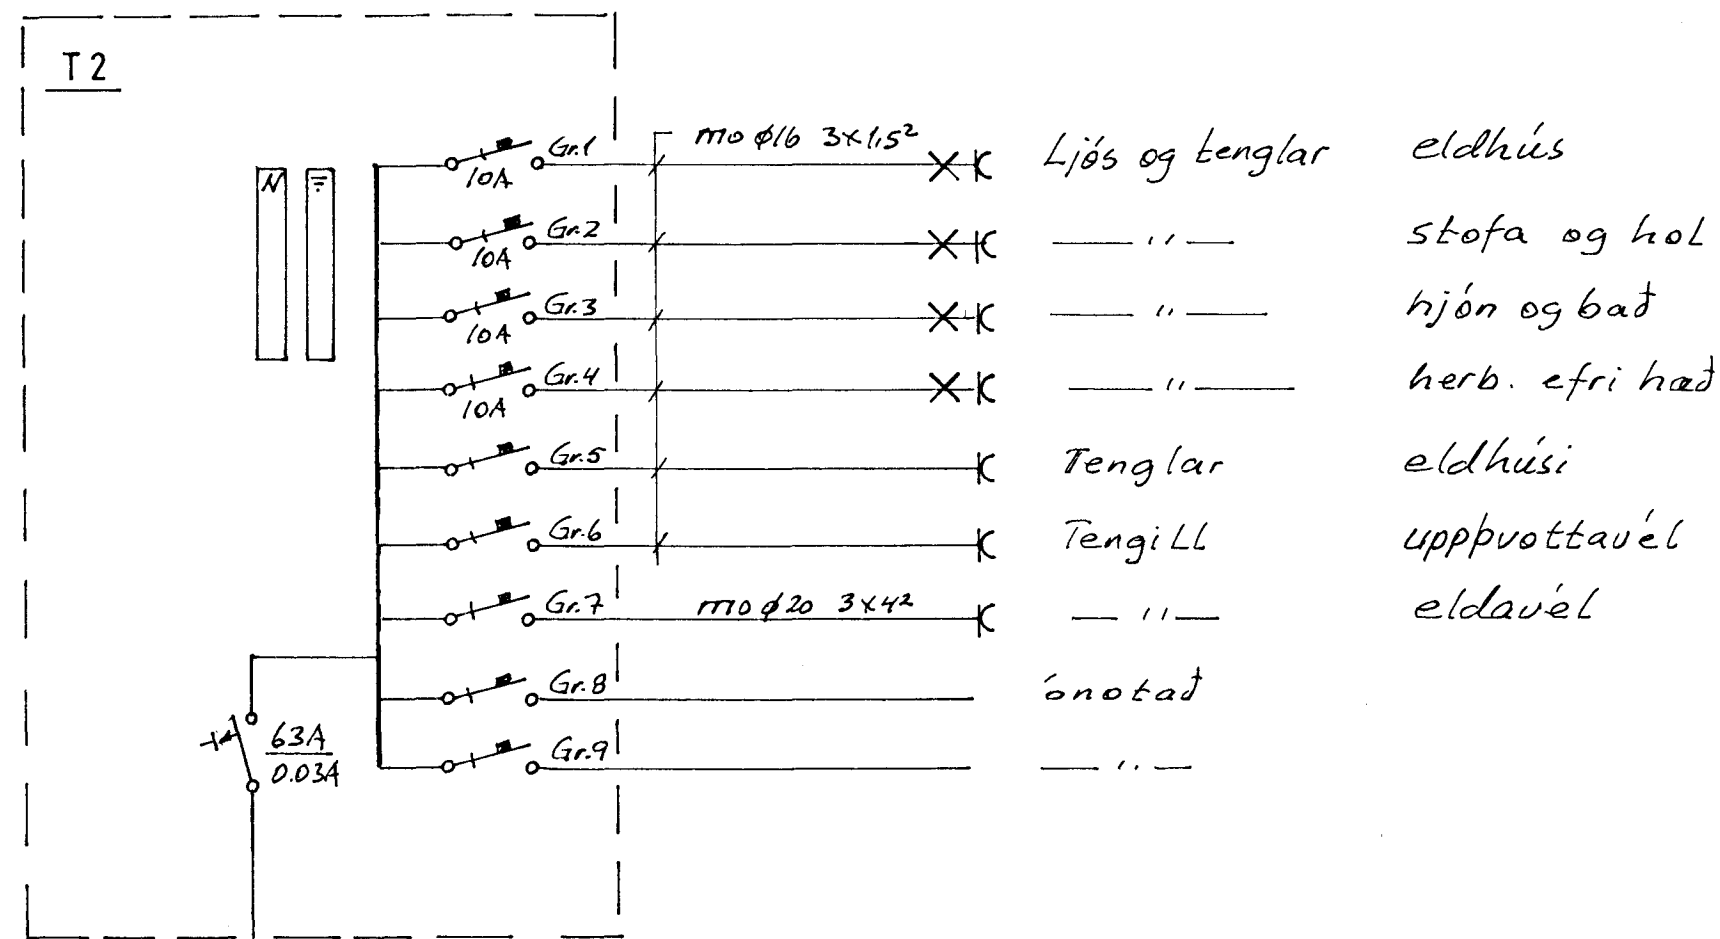 T2
N
Gr.1 10A mo ø16 3x1,5² Ljós og tenglar eldhús
Gr.2 10A —— " —— stofa og hol
Gr.3 10A —— " —— hjón og bað
Gr.4 10A —— " —— herb. efri hæð
Gr.5 Tenglar eldhúsi
Gr.6 Tengill uppþvottavél
Gr.7 mo ø20 3x4² — " — eldavél
Gr.8 ónotað
Gr.9 — " —
63A
0.03A